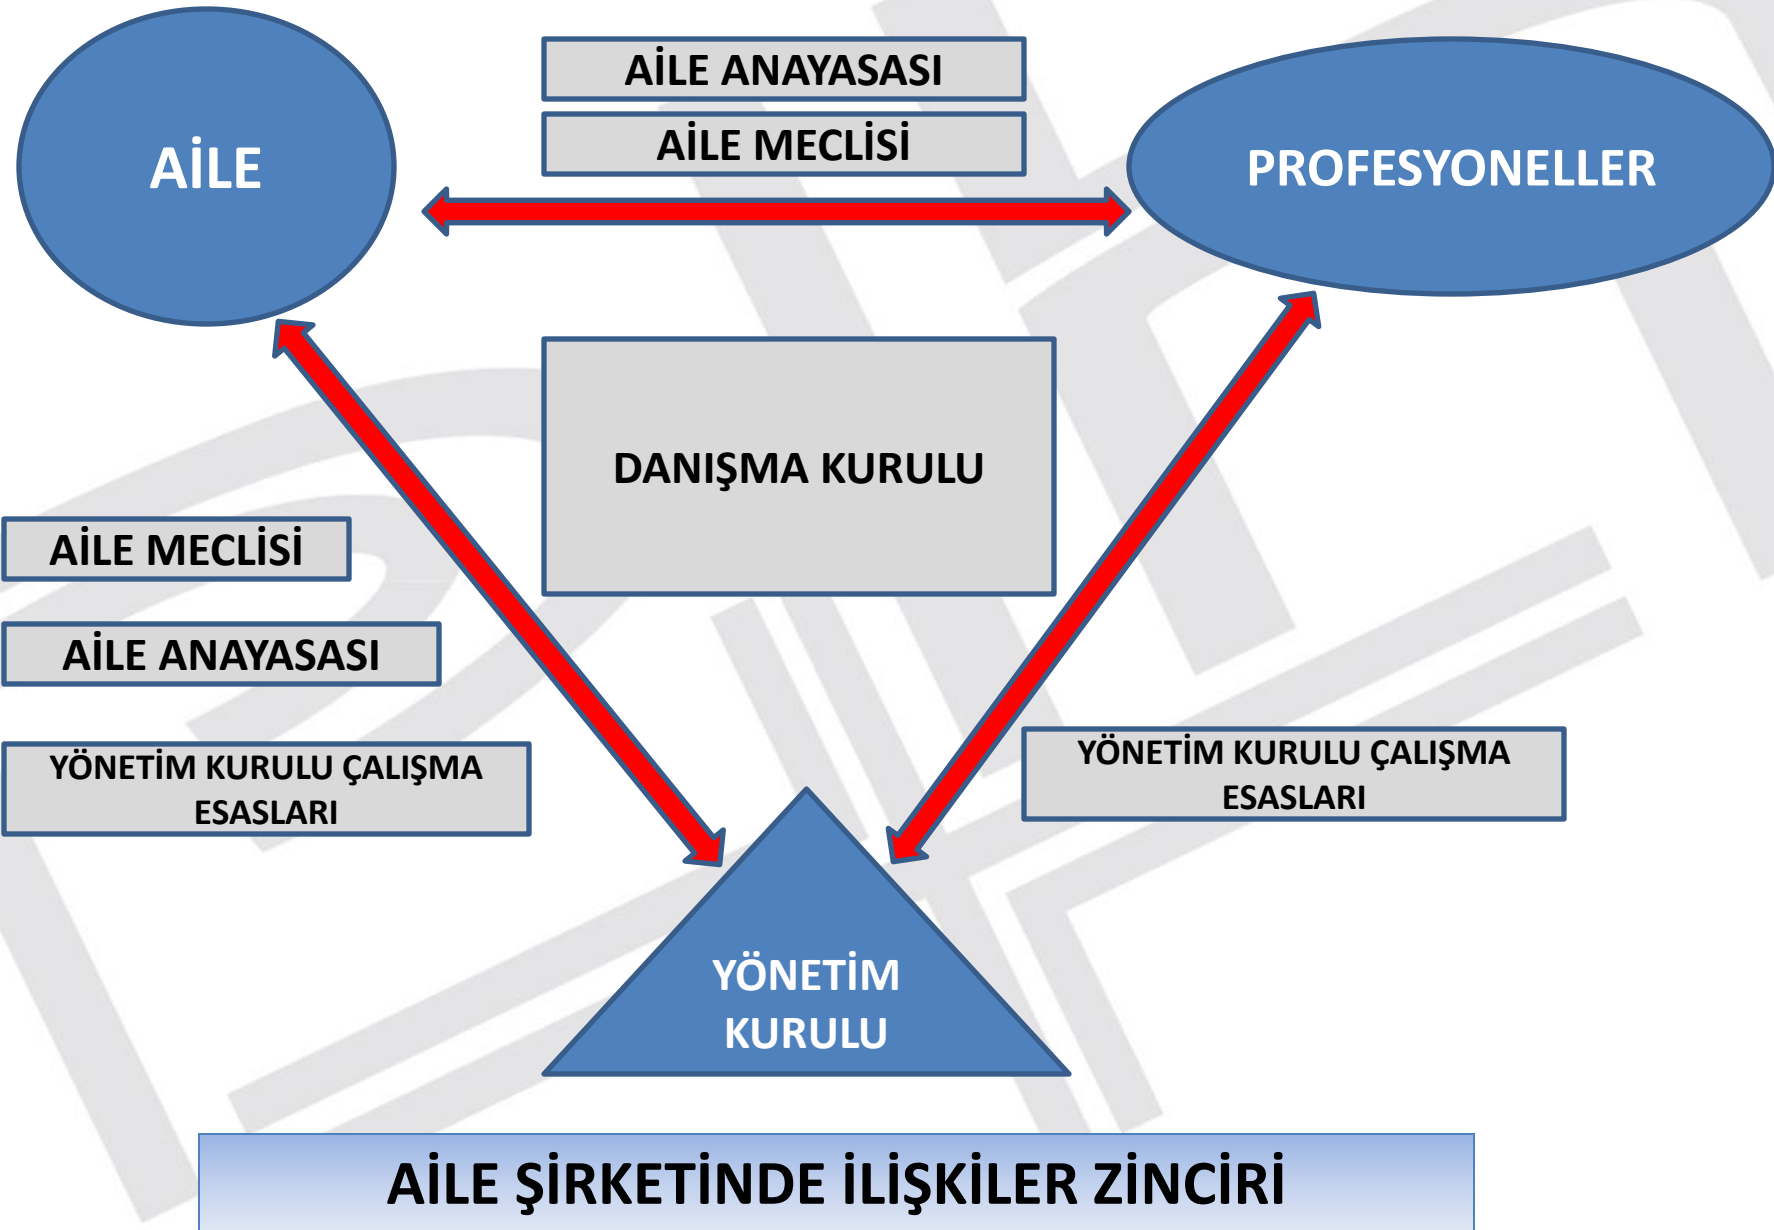 AİLE ANAYASASI
AİLE MECLİSİ
AİLE
PROFESYONELLER
DANIŞMA KURULU
AİLE MECLİSİ
AİLE ANAYASASI
YÖNETİM KURULU ÇALIŞMA
ESASLARI
YÖNETİM KURULU ÇALIŞMA
ESASLARI
YÖNETİM
KURULU
AİLE ŞİRKETİNDE İLİŞKİLER ZİNCİRİ